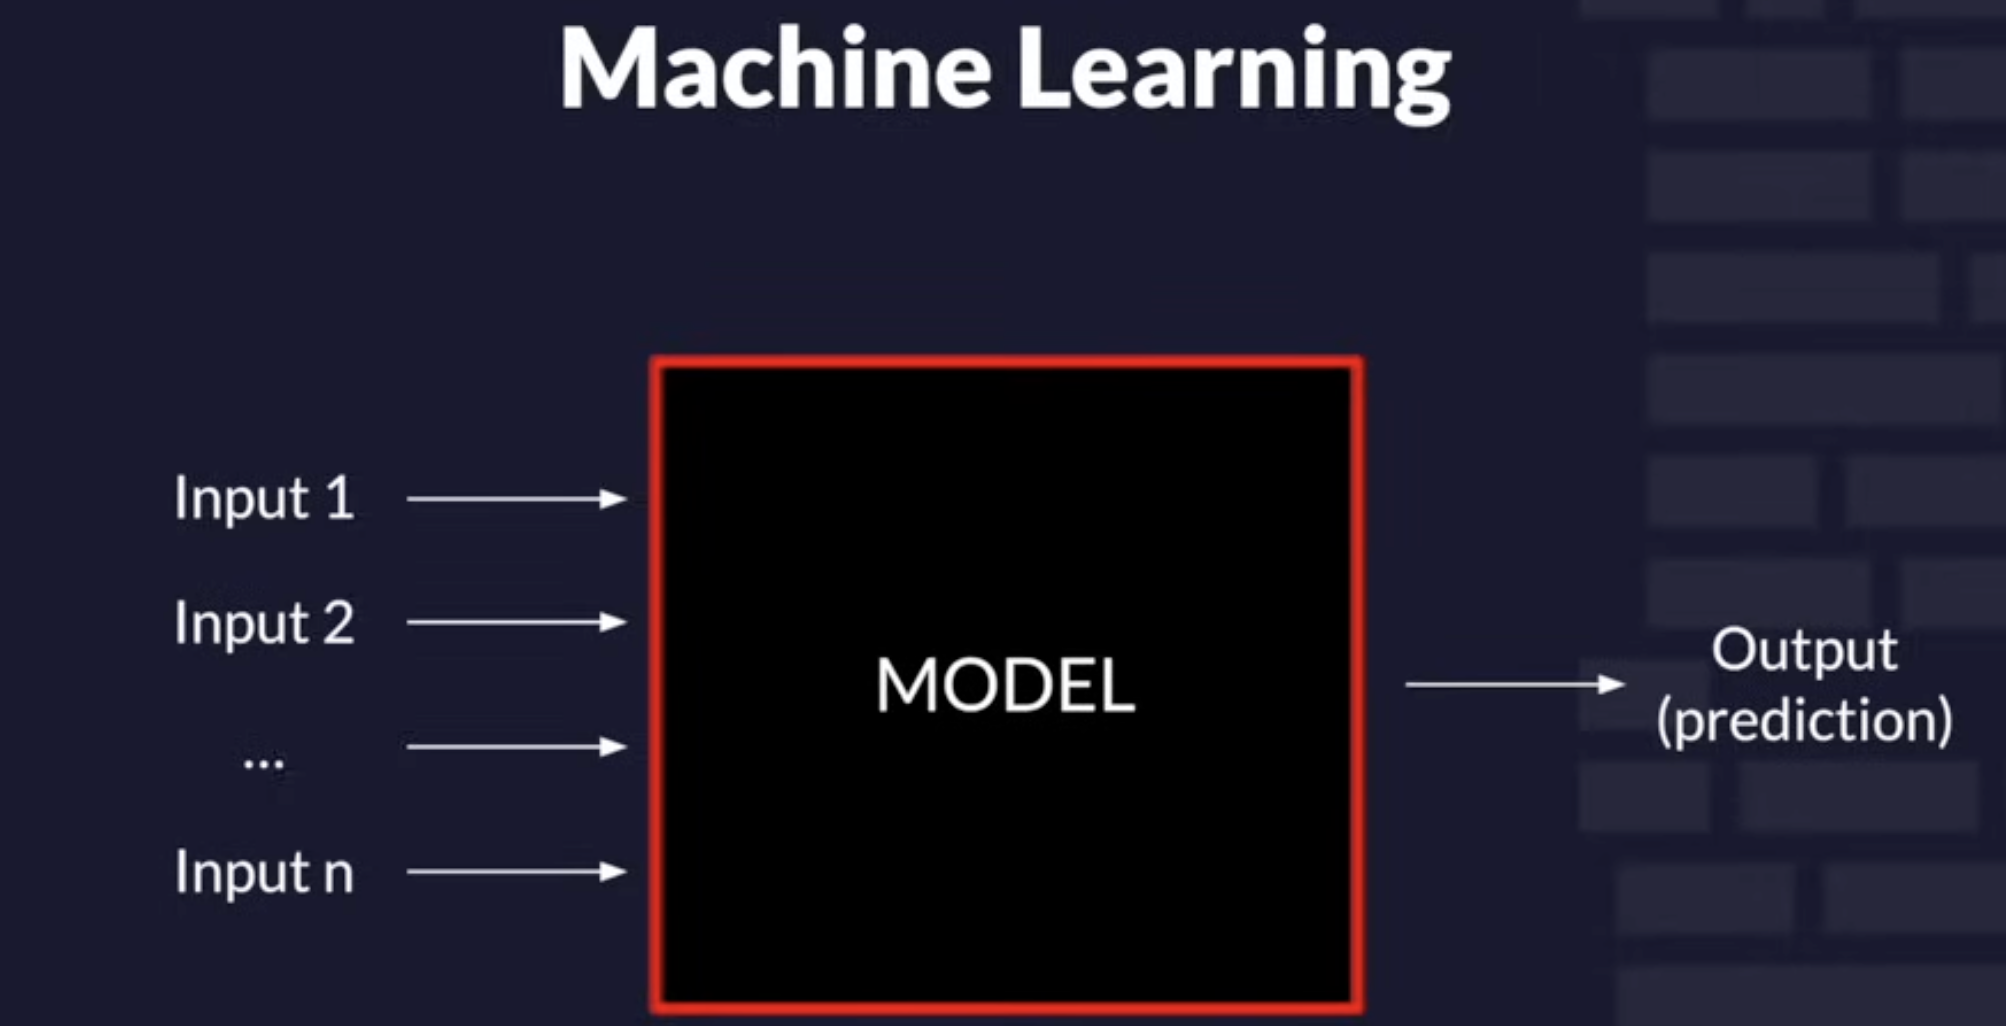 Machine Learning
Input 1
Input 2
...
Input n
MODEL
Output
(prediction)